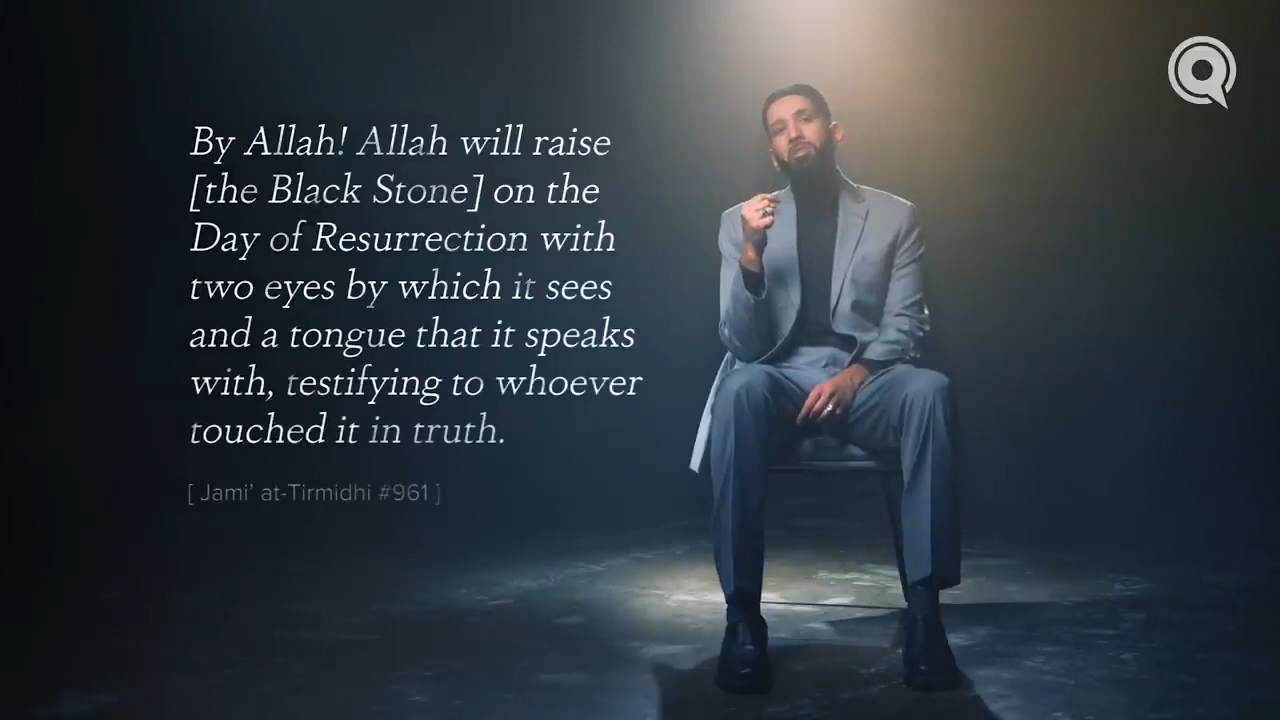 By Allah! Allah will raise
[the Black Stone] on the
Day of Resurrection with
two eyes by which it sees
and a tongue that it speaks
with, testifying to whoever
touched it in truth.
[ Jami’ at-Tirmidhi #961 ]